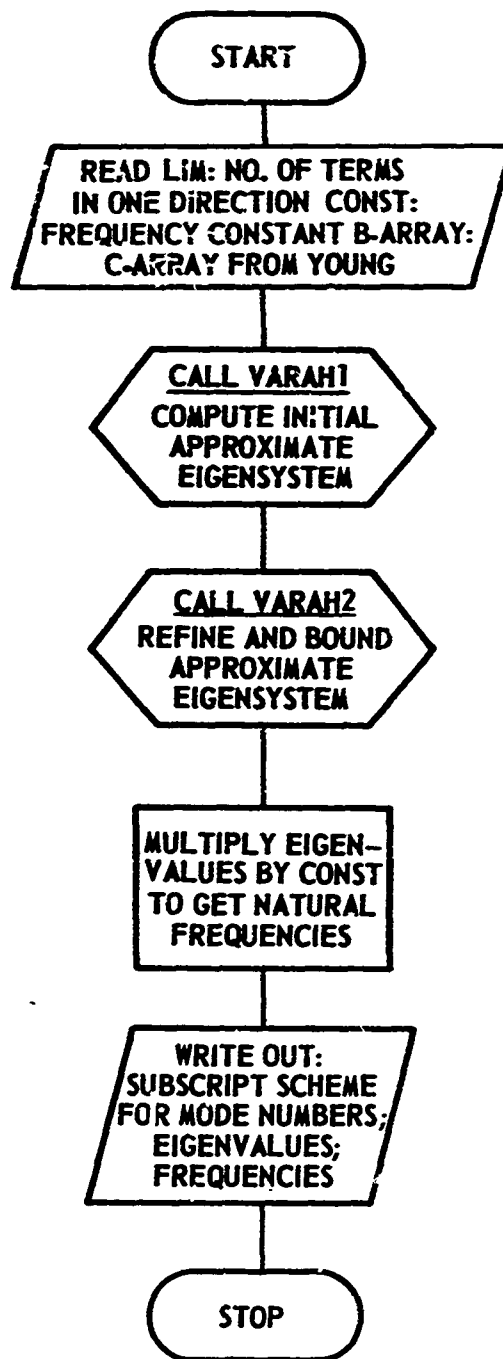 START
READ LIM: NO. OF TERMS
IN ONE DIRECTION CONST:
FREQUENCY CONSTANT B-ARRAY:
C-ARRAY FROM YOUNG
CALL VARAH1
COMPUTE INITIAL
APPROXIMATE
EIGENSYSTEM
CALL VARAH2
REFINE AND BOUND
APPROXIMATE
EIGENSYSTEM
MULTIPLY EIGEN-
VALUES BY CONST
TO GET NATURAL
FREQUENCIES
WRITE OUT:
SUBSCRIPT SCHEME
FOR MODE NUMBERS;
EIGENVALUES;
FREQUENCIES
STOP